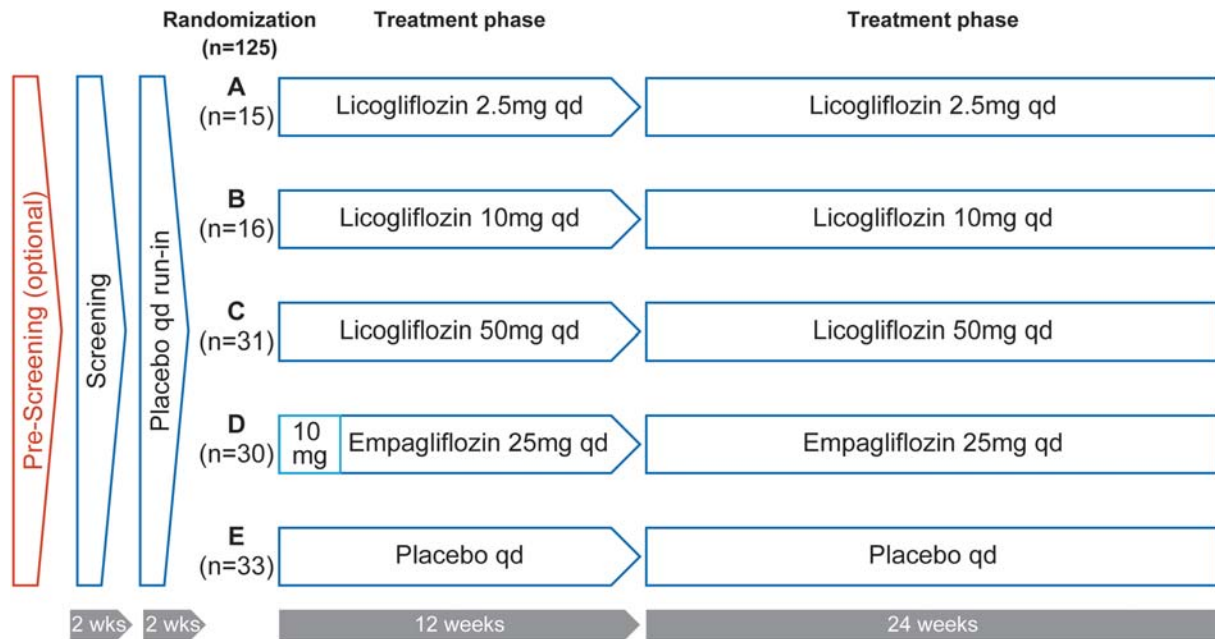 Randomization
(n=125)
Treatment phase
Treatment phase
Pre-Screening (optional)
Screening
Placebo qd run-in
A
(n=15)
Licogliflozin 2.5mg qd
Licogliflozin 2.5mg qd
B
(n=16)
Licogliflozin 10mg qd
Licogliflozin 10mg qd
C
(n=31)
Licogliflozin 50mg qd
Licogliflozin 50mg qd
D
(n=30)
10
mg
Empagliflozin 25mg qd
Empagliflozin 25mg qd
E
(n=33)
Placebo qd
Placebo qd
2 wks
2 wks
12 weeks
24 weeks